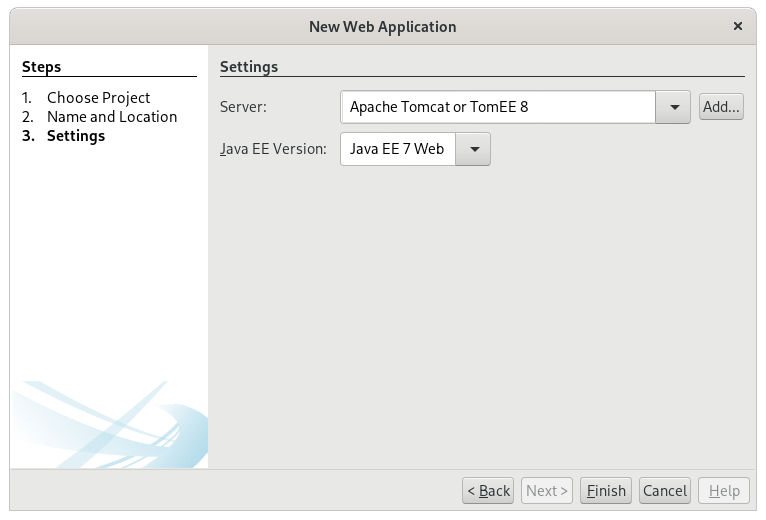 New Web Application
×
Steps
1. Choose Project
2. Name and Location
3. Settings
Settings
Server: Apache Tomcat or TomEE 8 Add...
Java EE Version: Java EE 7 Web
< Back Next > Finish Cancel Help